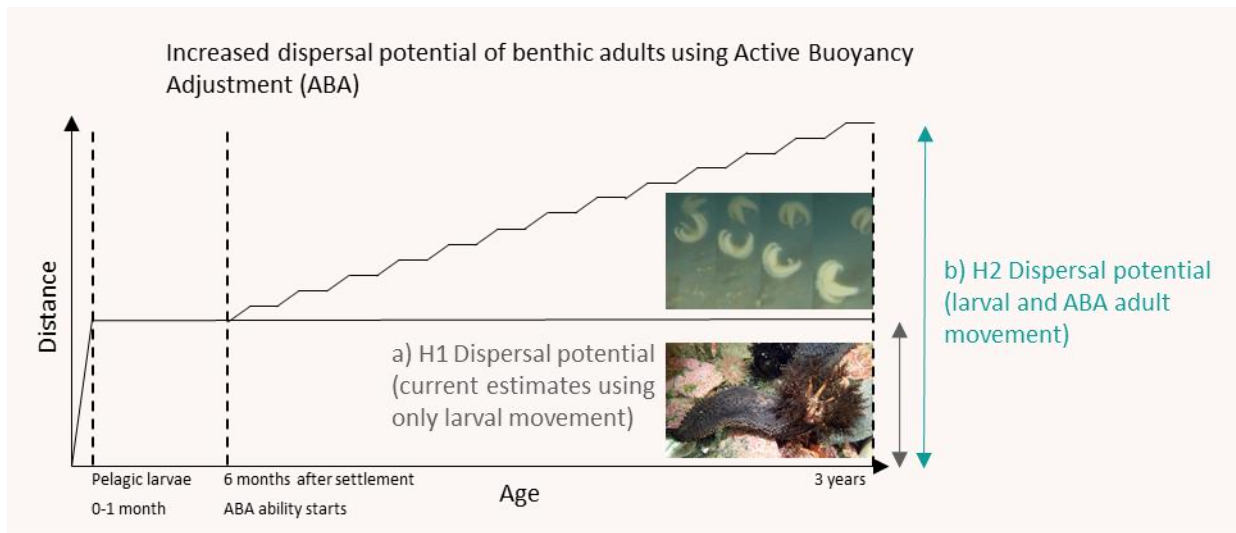 Increased dispersal potential of benthic adults using Active Buoyancy
Adjustment (ABA)
Distance
a) H1 Dispersal potential
(current estimates using
only larval movement)
b) H2 Dispersal potential
(larval and ABA adult
movement)
Pelagic larvae
0-1 month
6 months after settlement
ABA ability starts
Age
3 years